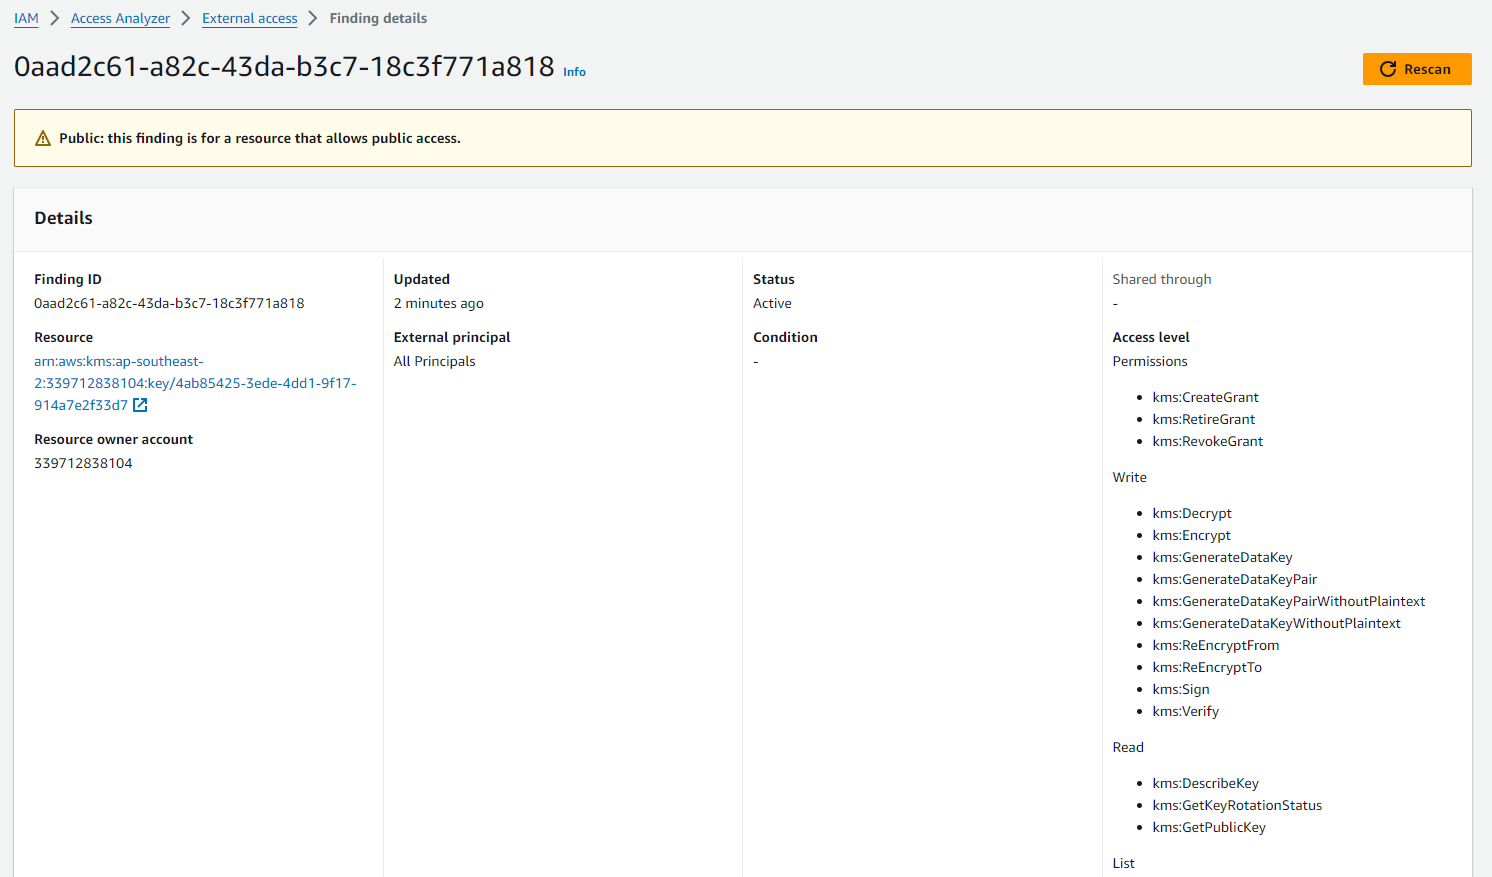 IAM > Access Analyzer > External access > Finding details
0aad2c61-a82c-43da-b3c7-18c3f771a818 Info
Rescan
Public: this finding is for a resource that allows public access.
Details
Finding ID
0aad2c61-a82c-43da-b3c7-18c3f771a818
Resource
arn:aws:kms:ap-southeast-
2:339712838104:key/4ab85425-3ede-4dd1-9f17-
914a7e2f33d7
Resource owner account
339712838104
Updated
2 minutes ago
External principal
All Principals
Status
Active
Condition
-
Shared through
-
Access level
Permissions
• kms:CreateGrant
• kms:RetireGrant
• kms:RevokeGrant
Write
• kms:Decrypt
• kms:Encrypt
• kms:GenerateDataKey
• kms:GenerateDataKeyPair
• kms:GenerateDataKeyPairWithoutPlaintext
• kms:GenerateDataKeyWithoutPlaintext
• kms:ReEncryptFrom
• kms:ReEncryptTo
• kms:Sign
• kms:Verify
Read
• kms:DescribeKey
• kms:GetKeyRotationStatus
• kms:GetPublicKey
List